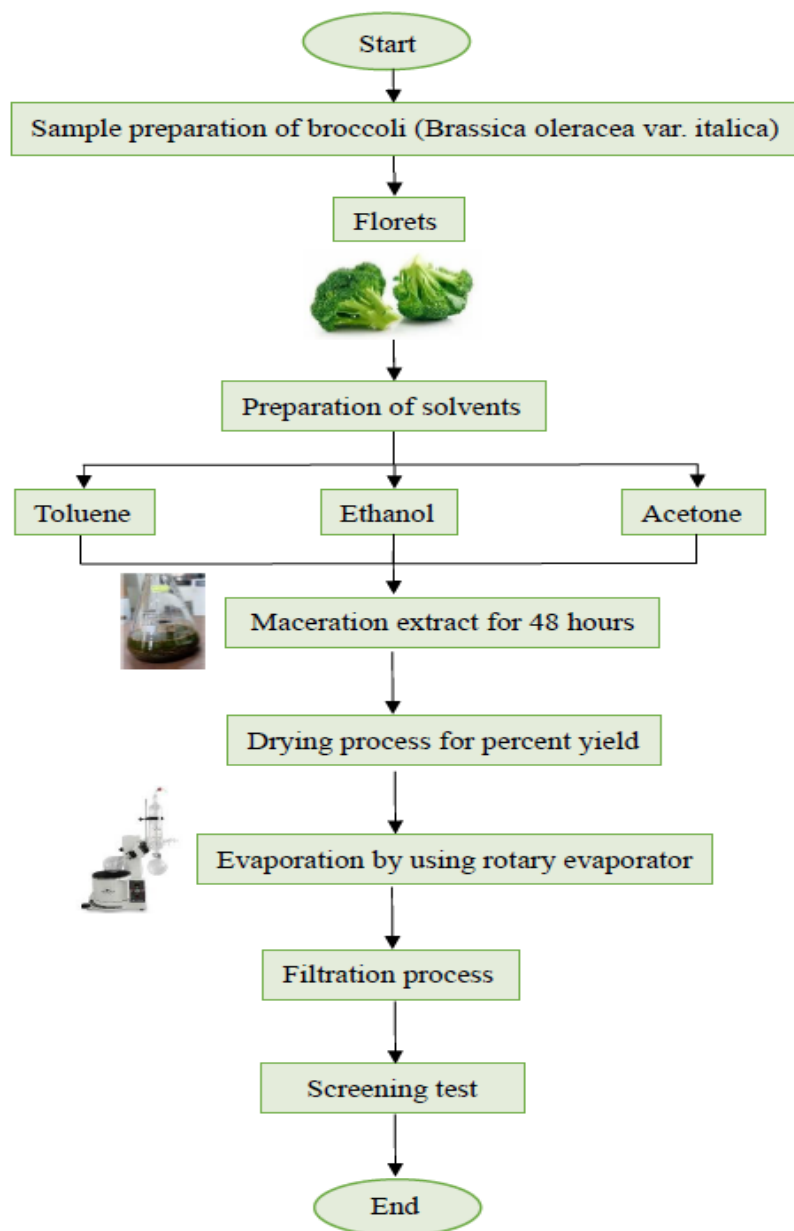 Start
Sample preparation of broccoli (Brassica oleracea var. italica)
Florets
Preparation of solvents
Toluene
Ethanol
Acetone
Maceration extract for 48 hours
Drying process for percent yield
Evaporation by using rotary evaporator
Filtration process
Screening test
End